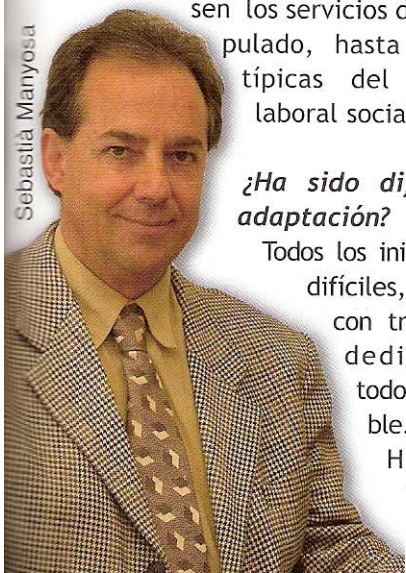 Sebastià Manyosa
sen los servicios d
pulado, hasta
típicas del
laboral socia
¿Ha sido di
adaptación?
Todos los ini
difíciles,
con tr
dedi
todo
ble.
H